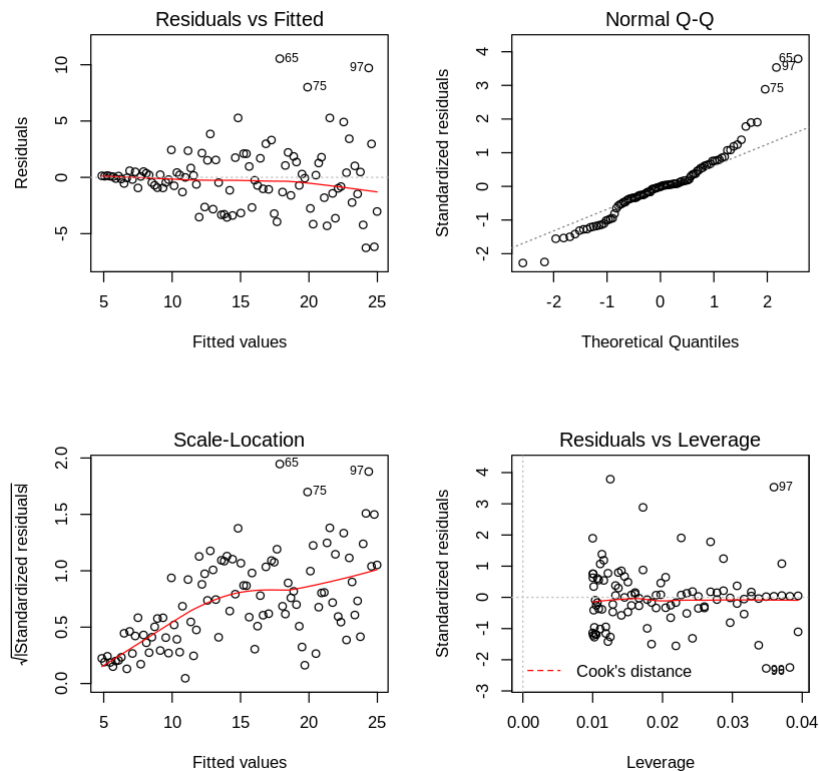 Residuals vs Fitted
Residuals
10
5
0
-5
65
97
75
5 10 15 20 25
Fitted values
Normal Q-Q
Standardized residuals
4
3
2
1
0
-1
-2
65
97
75
-2 -1 0 1 2
Theoretical Quantiles
Scale-Location
√|Standardized residuals|
2.0
1.5
1.0
0.5
0.0
65
97
75
5 10 15 20 25
Fitted values
Residuals vs Leverage
Standardized residuals
4
3
2
1
0
-1
-2
-3
97
Cook's distance
0.00 0.01 0.02 0.03 0.04
Leverage